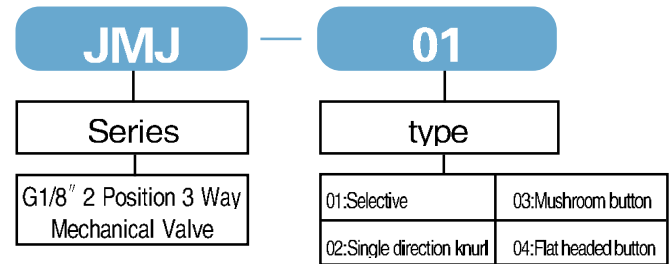 JMJ — 01
Series
type
G1/8″ 2 Position 3 Way
Mechanical Valve
01:Selective
03:Mushroom button
02:Single direction knurl
04:Flat headed button